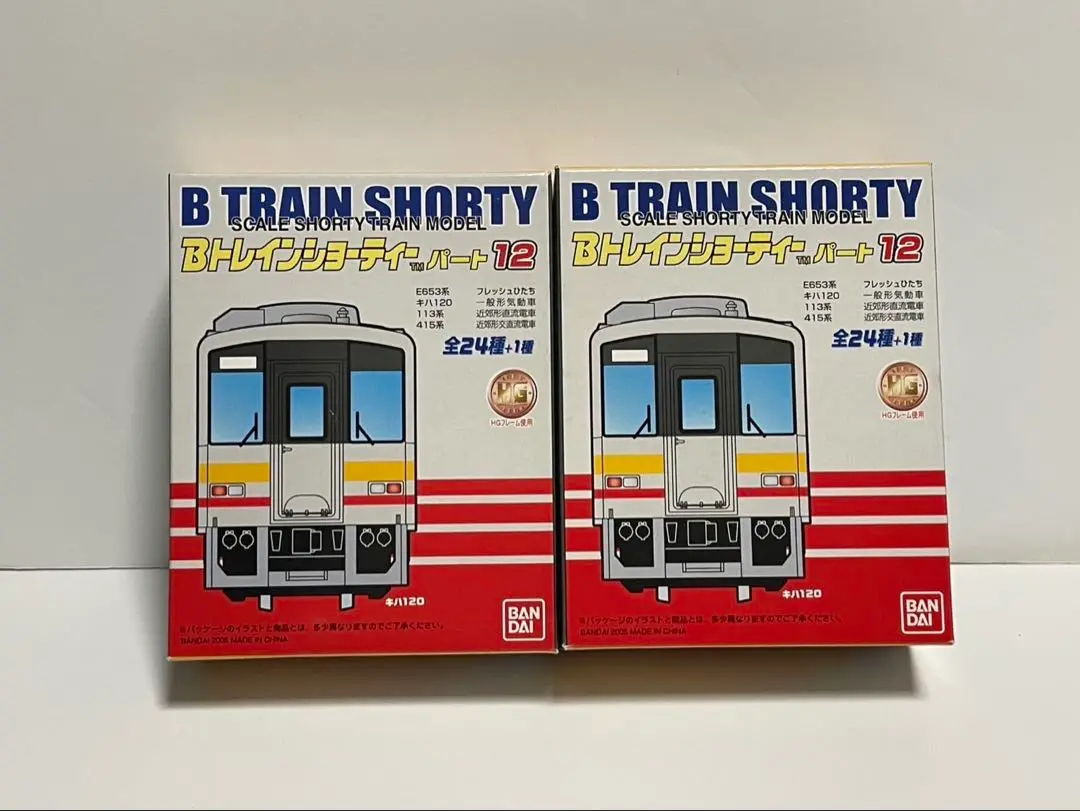 B TRAIN SHORTY
SCALE SHORTY TRAIN MODEL
Bトレインショーティー™ パート12
E653系 フレッシュひたち
キハ120 一般形気動車
113系 近郊形直流電車
415系 近郊形交直流電車
全24種+1種
HG
HGフレーム使用
キハ120
※パッケージのイラストと商品とは、多少異なりますのでご了承ください。
BANDAI 2005 MADE IN CHINA
BAN
DAI
B TRAIN SHORTY
SCALE SHORTY TRAIN MODEL
Bトレインショーティー™ パート12
E653系 フレッシュひたち
キハ120 一般形気動車
113系 近郊形直流電車
415系 近郊形交直流電車
全24種+1種
HG
HGフレーム使用
キハ120
※パッケージのイラストと商品とは、多少異なりますのでご了承ください。
BANDAI 2005 MADE IN CHINA
BAN
DAI